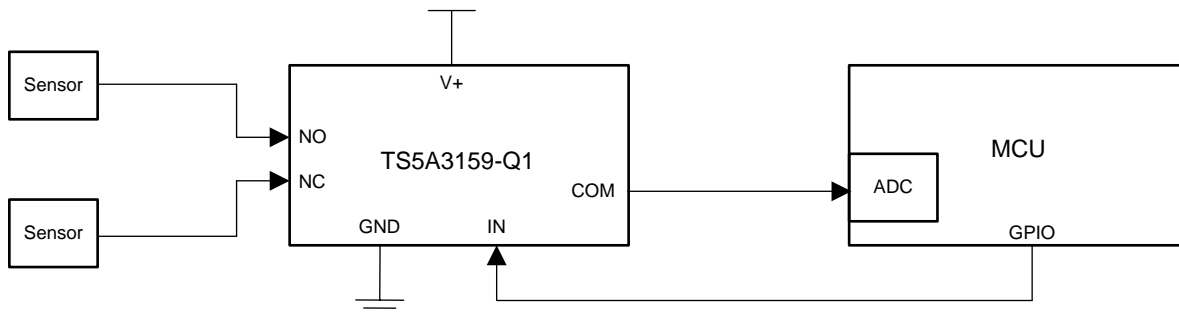 Sensor
V+
NO
TS5A3159-Q1
MCU
NC
COM
ADC
Sensor
GND
IN
GPIO